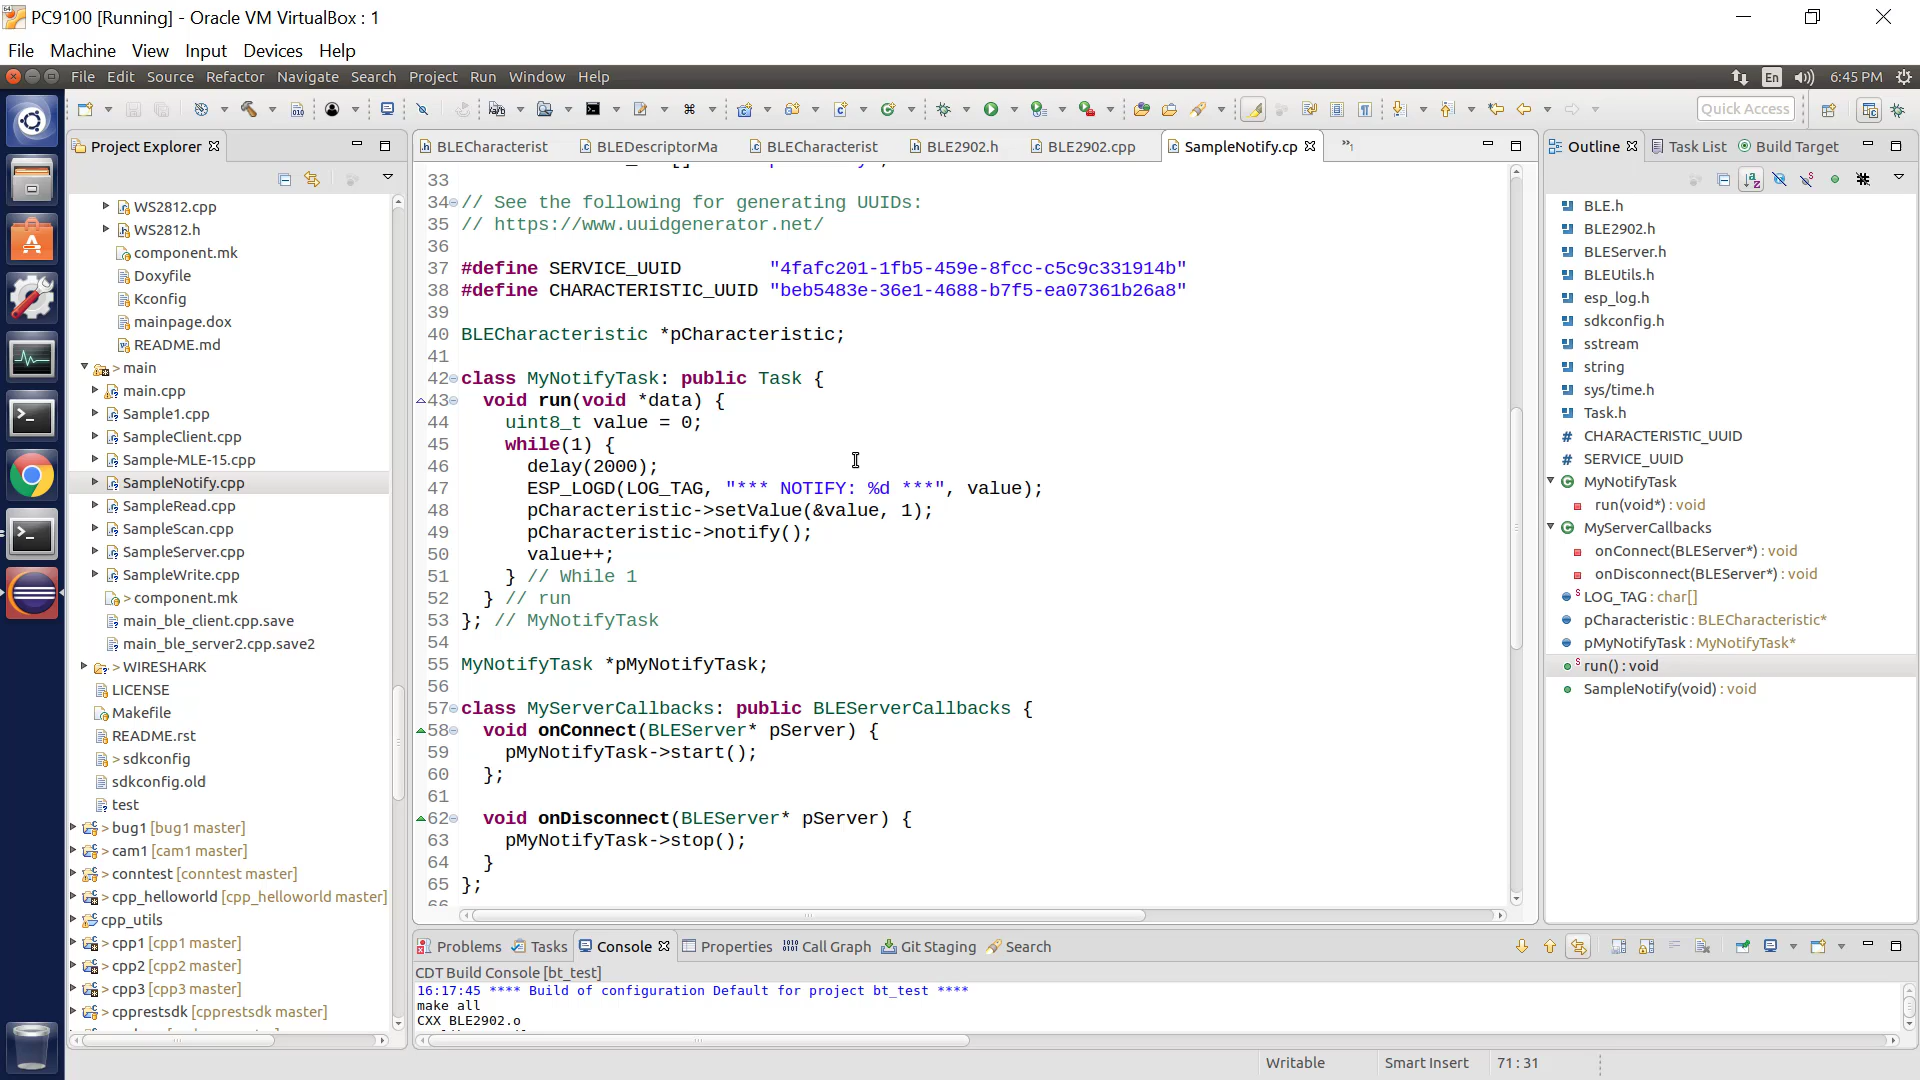 PC9100 [Running] - Oracle VM VirtualBox : 1
File Machine View Input Devices Help
File Edit Source Refactor Navigate Search Project Run Window Help
En 6:45 PM
Quick Access
Project Explorer
WS2812.cpp
WS2812.h
component.mk
Doxyfile
Kconfig
mainpage.dox
README.md
> main
main.cpp
Sample1.cpp
SampleClient.cpp
Sample-MLE-15.cpp
SampleNotify.cpp
SampleRead.cpp
SampleScan.cpp
SampleServer.cpp
SampleWrite.cpp
> component.mk
main_ble_client.cpp.save
main_ble_server2.cpp.save2
> WIRESHARK
LICENSE
Makefile
README.rst
> sdkconfig
sdkconfig.old
test
> bug1 [bug1 master]
> cam1 [cam1 master]
> conntest [conntest master]
> cpp_helloworld [cpp_helloworld master]
cpp_utils
> cpp1 [cpp1 master]
> cpp2 [cpp2 master]
> cpp3 [cpp3 master]
> cpprestsdk [cpprestsdk master]
BLECharacterist BLEDescriptorMa BLECharacterist BLE2902.h BLE2902.cpp SampleNotify.cp
33
34 // See the following for generating UUIDs:
35 // https://www.uuidgenerator.net/
36
37 #define SERVICE_UUID        "4fafc201-1fb5-459e-8fcc-c5c9c331914b"
38 #define CHARACTERISTIC_UUID "beb5483e-36e1-4688-b7f5-ea07361b26a8"
39
40 BLECharacteristic *pCharacteristic;
41
42 class MyNotifyTask: public Task {
43   void run(void *data) {
44     uint8_t value = 0;
45     while(1) {
46       delay(2000);
47       ESP_LOGD(LOG_TAG, "*** NOTIFY: %d ***", value);
48       pCharacteristic->setValue(&value, 1);
49       pCharacteristic->notify();
50       value++;
51     } // While 1
52   } // run
53 }; // MyNotifyTask
54
55 MyNotifyTask *pMyNotifyTask;
56
57 class MyServerCallbacks: public BLEServerCallbacks {
58   void onConnect(BLEServer* pServer) {
59     pMyNotifyTask->start();
60   };
61
62   void onDisconnect(BLEServer* pServer) {
63     pMyNotifyTask->stop();
64   }
65 };
Outline Task List Build Target
BLE.h
BLE2902.h
BLEServer.h
BLEUtils.h
esp_log.h
sdkconfig.h
sstream
string
sys/time.h
Task.h
# CHARACTERISTIC_UUID
# SERVICE_UUID
MyNotifyTask
run(void*) : void
MyServerCallbacks
onConnect(BLEServer*) : void
onDisconnect(BLEServer*) : void
LOG_TAG : char[]
pCharacteristic : BLECharacteristic*
pMyNotifyTask : MyNotifyTask*
run() : void
SampleNotify(void) : void
Problems Tasks Console Properties Call Graph Git Staging Search
CDT Build Console [bt_test]
16:17:45 **** Build of configuration Default for project bt_test ****
make all
CXX BLE2902.o
Writable Smart Insert 71 : 31